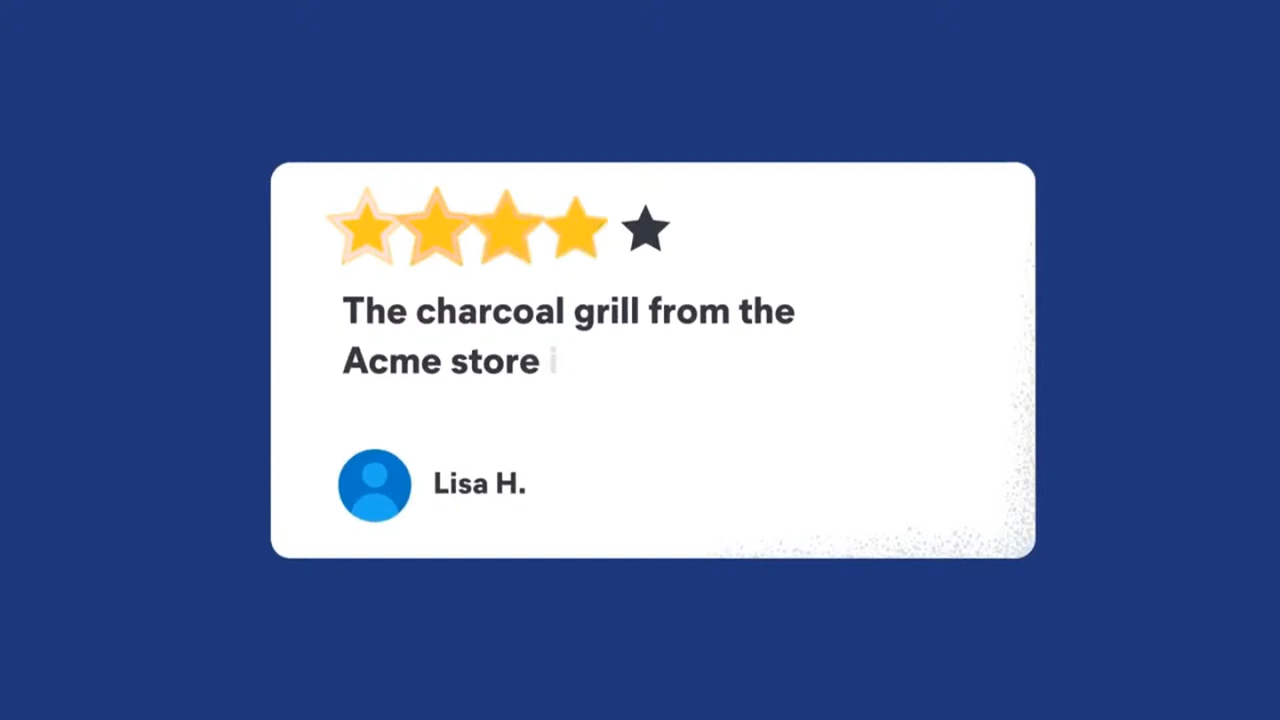 The charcoal grill from the
Acme store i
Lisa H.